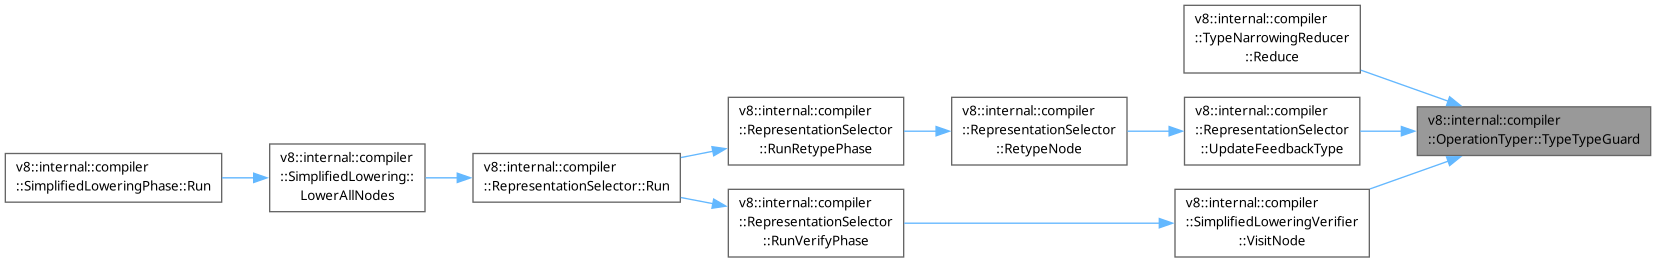 v8::internal::compiler
::SimplifiedLoweringPhase::Run
v8::internal::compiler
::SimplifiedLowering::
LowerAllNodes
v8::internal::compiler
::RepresentationSelector::Run
v8::internal::compiler
::RepresentationSelector
::RunRetypePhase
v8::internal::compiler
::RepresentationSelector
::RunVerifyPhase
v8::internal::compiler
::RepresentationSelector
::RetypeNode
v8::internal::compiler
::TypeNarrowingReducer
::Reduce
v8::internal::compiler
::RepresentationSelector
::UpdateFeedbackType
v8::internal::compiler
::SimplifiedLoweringVerifier
::VisitNode
v8::internal::compiler
::OperationTyper::TypeTypeGuard